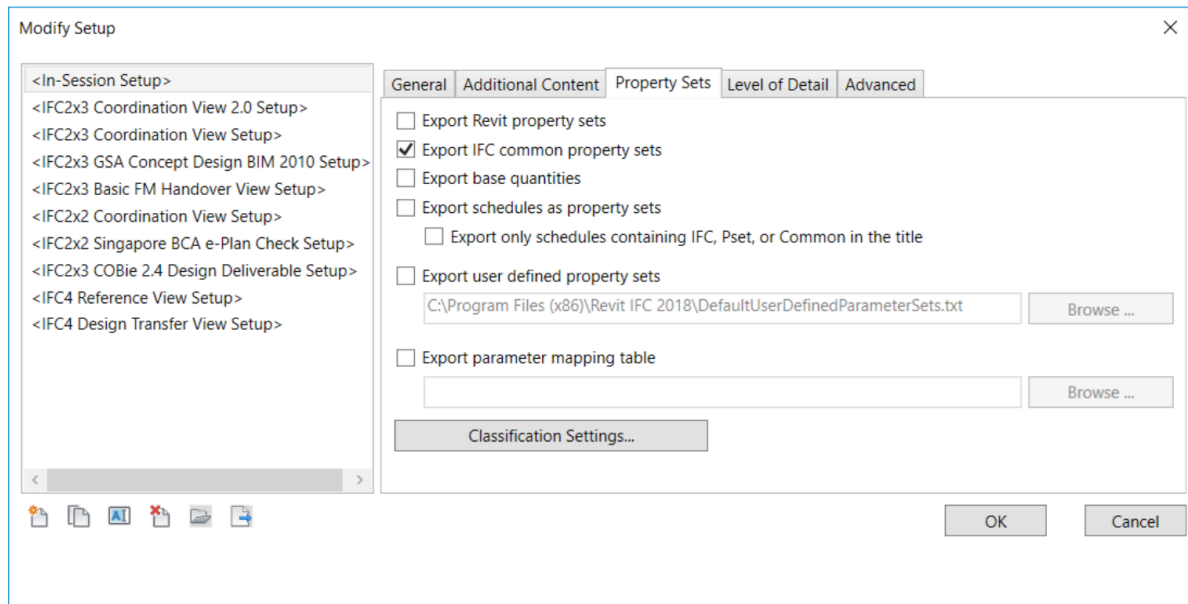 Modify Setup
<In-Session Setup>
<IFC2x3 Coordination View 2.0 Setup>
<IFC2x3 Coordination View Setup>
<IFC2x3 GSA Concept Design BIM 2010 Setup>
<IFC2x3 Basic FM Handover View Setup>
<IFC2x2 Coordination View Setup>
<IFC2x2 Singapore BCA e-Plan Check Setup>
<IFC2x3 COBie 2.4 Design Deliverable Setup>
<IFC4 Reference View Setup>
<IFC4 Design Transfer View Setup>
General Additional Content Property Sets Level of Detail Advanced
Export Revit property sets
Export IFC common property sets
Export base quantities
Export schedules as property sets
Export only schedules containing IFC, Pset, or Common in the title
Export user defined property sets
C:\Program Files (x86)\Revit IFC 2018\DefaultUserDefinedParameterSets.txt Browse ...
Export parameter mapping table
Browse ...
Classification Settings...
AI
OK Cancel